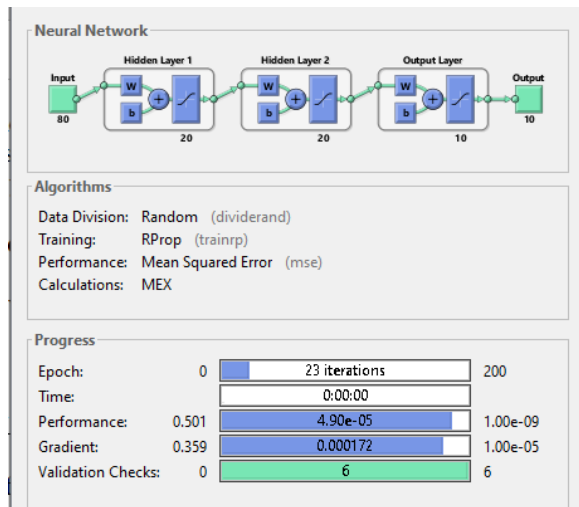 Neural Network
Hidden Layer 1 Hidden Layer 2 Output Layer
Input Output
W W W
+ + +
b b b
80 10
20 20 10
Algorithms
Data Division: Random (dividerand)
Training: RProp (trainrp)
Performance: Mean Squared Error (mse)
Calculations: MEX
Progress
Epoch: 0 23 iterations 200
Time: 0:00:00
Performance: 0.501 4.90e-05 1.00e-09
Gradient: 0.359 0.000172 1.00e-05
Validation Checks: 0 6 6